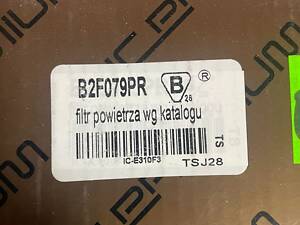 B2F079PR
B
28
®
filtr powietrza wg katalogu
TS
IC-E310F3
TSJ28